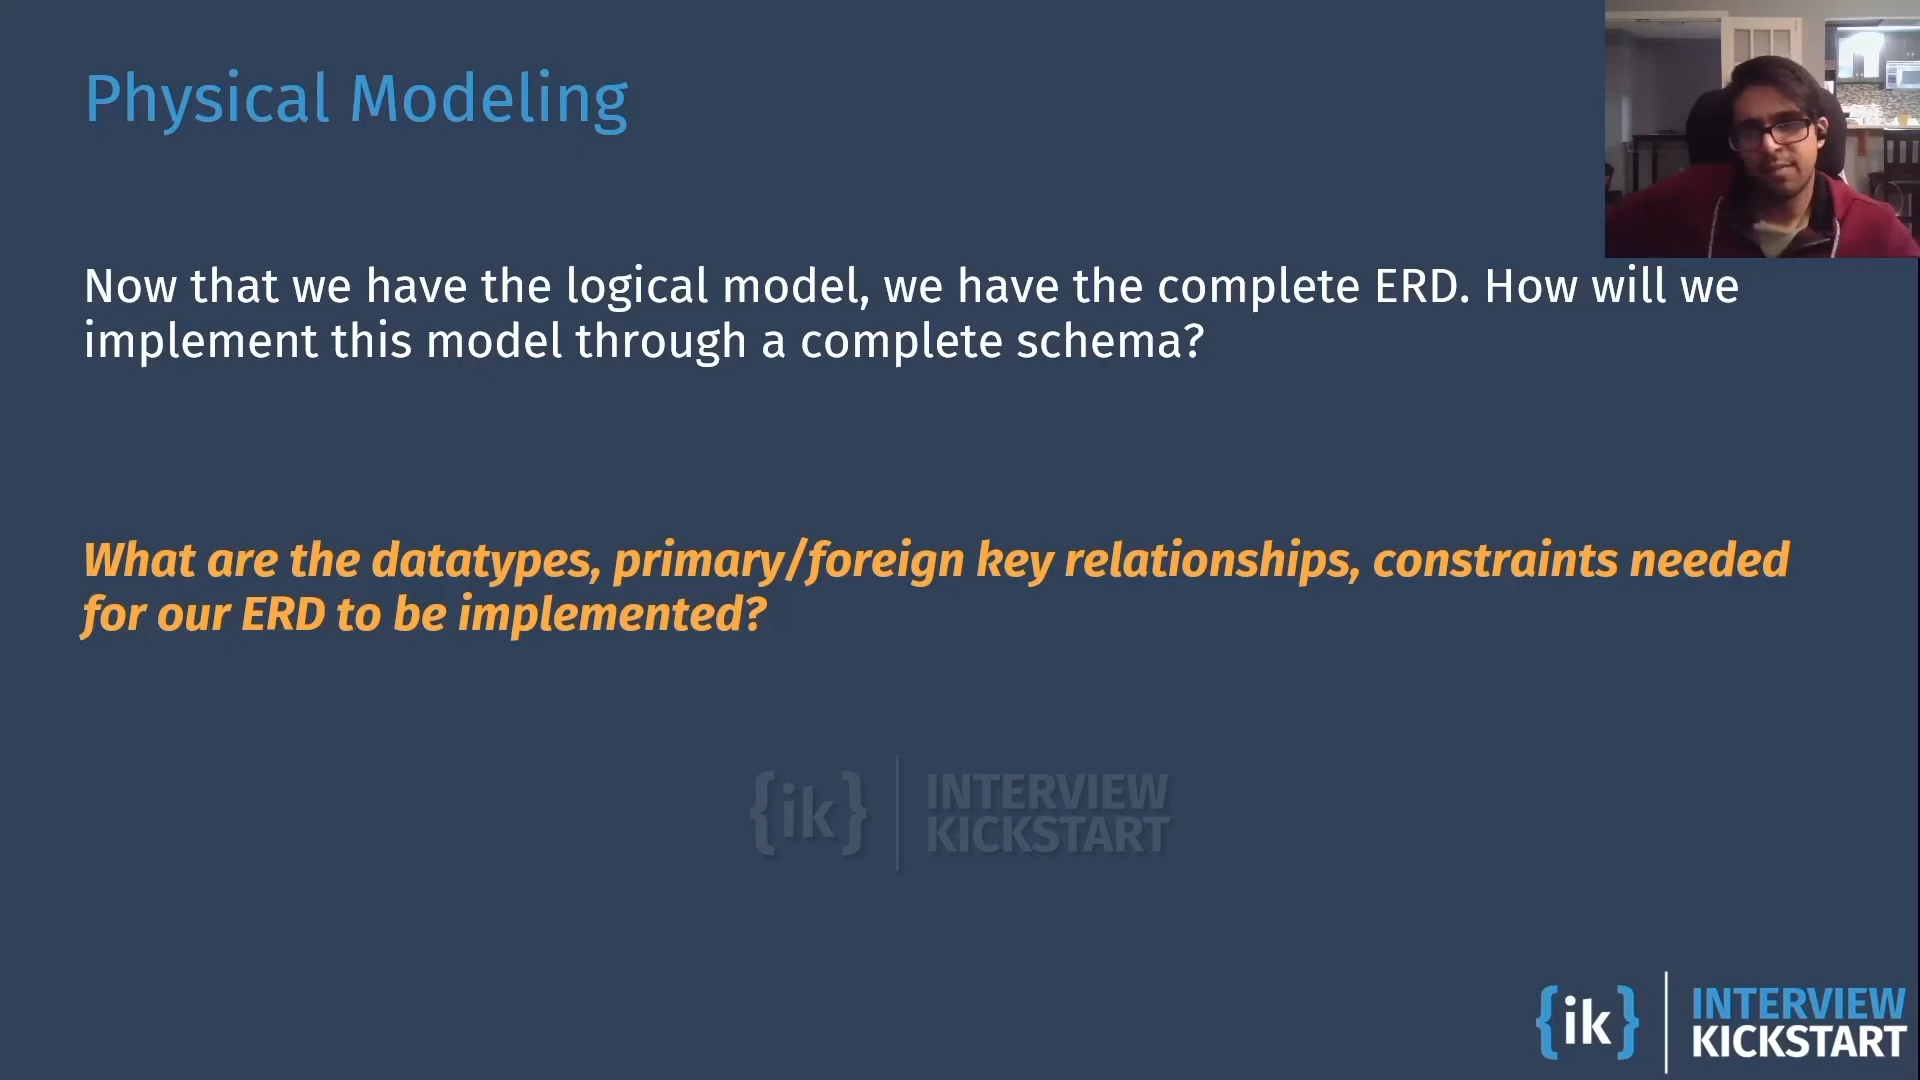 Physical Modeling
Now that we have the logical model, we have the complete ERD. How will we
implement this model through a complete schema?
What are the datatypes, primary/foreign key relationships, constraints needed
for our ERD to be implemented?
{ik} INTERVIEW
KICKSTART
{ik} INTERVIEW
KICKSTART